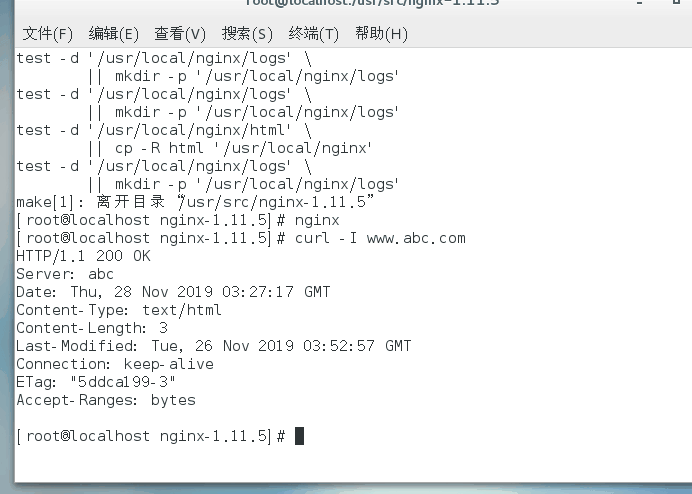 root@localhost:/usr/src/nginx-1.11.5
文件(F) 编辑(E) 查看(V) 搜索(S) 终端(T) 帮助(H)
test -d '/usr/local/nginx/logs' \
|| mkdir -p '/usr/local/nginx/logs'
test -d '/usr/local/nginx/logs' \
|| mkdir -p '/usr/local/nginx/logs'
test -d '/usr/local/nginx/html' \
|| cp -R html '/usr/local/nginx'
test -d '/usr/local/nginx/logs' \
|| mkdir -p '/usr/local/nginx/logs'
make[1]: 离开目录“/usr/src/nginx-1.11.5”
[root@localhost nginx-1.11.5]# nginx
[root@localhost nginx-1.11.5]# curl -I www.abc.com
HTTP/1.1 200 OK
Server: abc
Date: Thu, 28 Nov 2019 03:27:17 GMT
Content-Type: text/html
Content-Length: 3
Last-Modified: Tue, 26 Nov 2019 03:52:57 GMT
Connection: keep-alive
ETag: "5ddca199-3"
Accept-Ranges: bytes
[root@localhost nginx-1.11.5]#